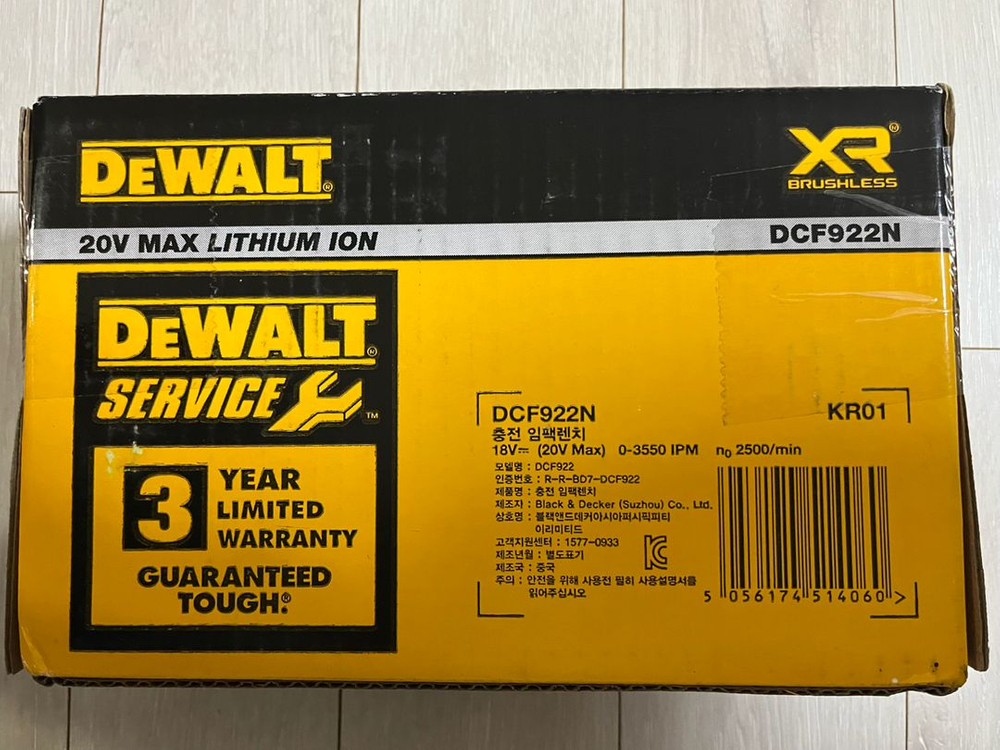 DEWALT®
XR®
BRUSHLESS
20V MAX LITHIUM ION
DCF922N
DEWALT®
SERVICE™
3 YEAR
LIMITED
WARRANTY
GUARANTEED
TOUGH.®
DCF922N KR01
충전 임팩렌치
18V⎓ (20V Max) 0-3550 IPM n₀ 2500/min
모델명 : DCF922
인증번호 : R-R-BD7-DCF922
제품명 : 충전 임팩렌치
제조자 : Black & Decker (Suzhou) Co., Ltd.
상호명 : 블랙앤드데커아시아퍼시픽피티
이리미티드
고객지원센터 : 1577-0933
제조년월 : 별도표기
제조국 : 중국
주의 : 안전을 위해 사용전 필히 사용설명서를
읽어주십시오
5 056174 514060 >